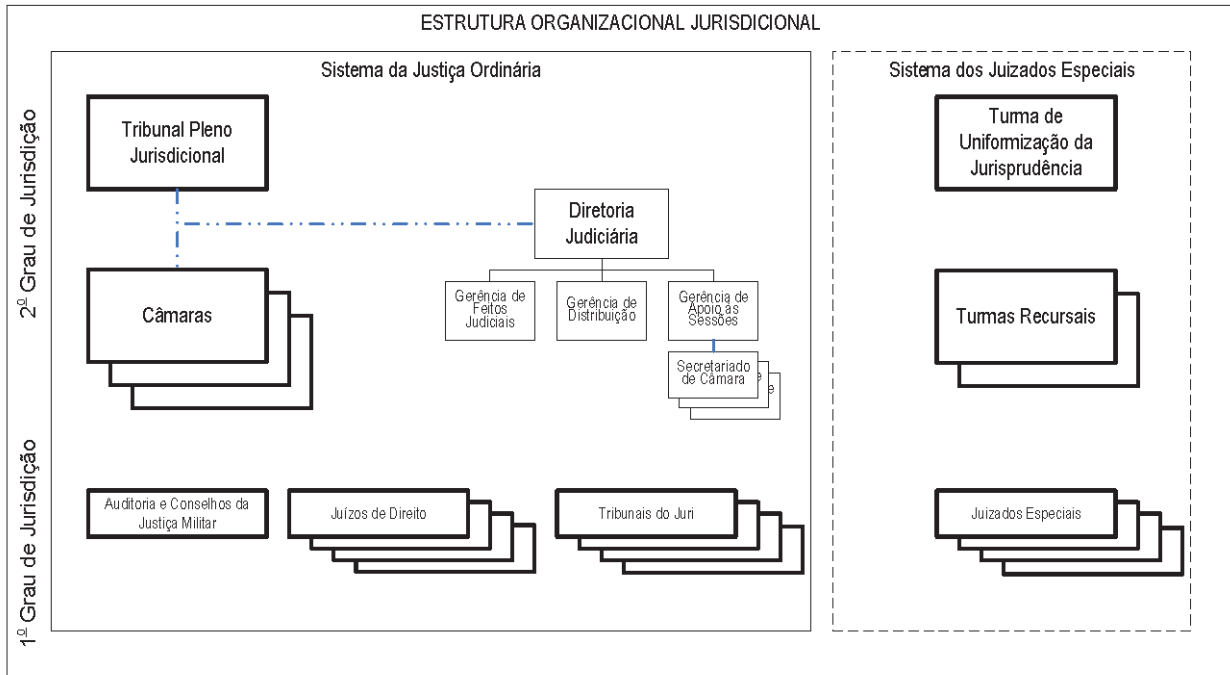 ESTRUTURA ORGANIZACIONAL JURISDICIONAL
Sistema da Justiça Ordinária
Sistema dos Juizados Especiais
2º Grau de Jurisdição
Tribunal Pleno
Jurisdicional
Turma de
Uniformização da
Jurisprudência
Diretoria
Judiciária
Câmaras
Gerência de
Feitos
Judiciais
Gerência de
Distribuição
Gerência de
Apoio às
Sessões
Turmas Recursais
Secretariado
de Câmara
e
e
1º Grau de Jurisdição
Auditoria e Conselhos da
Justiça Militar
Juízos de Direito
Tribunais do Juri
Juizados Especiais